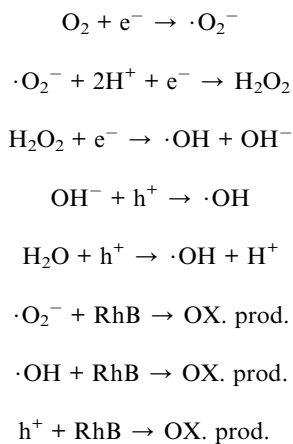 O₂ + e⁻ → ·O₂⁻
·O₂⁻ + 2H⁺ + e⁻ → H₂O₂
H₂O₂ + e⁻ → ·OH + OH⁻
OH⁻ + h⁺ → ·OH
H₂O + h⁺ → ·OH + H⁺
·O₂⁻ + RhB → OX. prod.
·OH + RhB → OX. prod.
h⁺ + RhB → OX. prod.